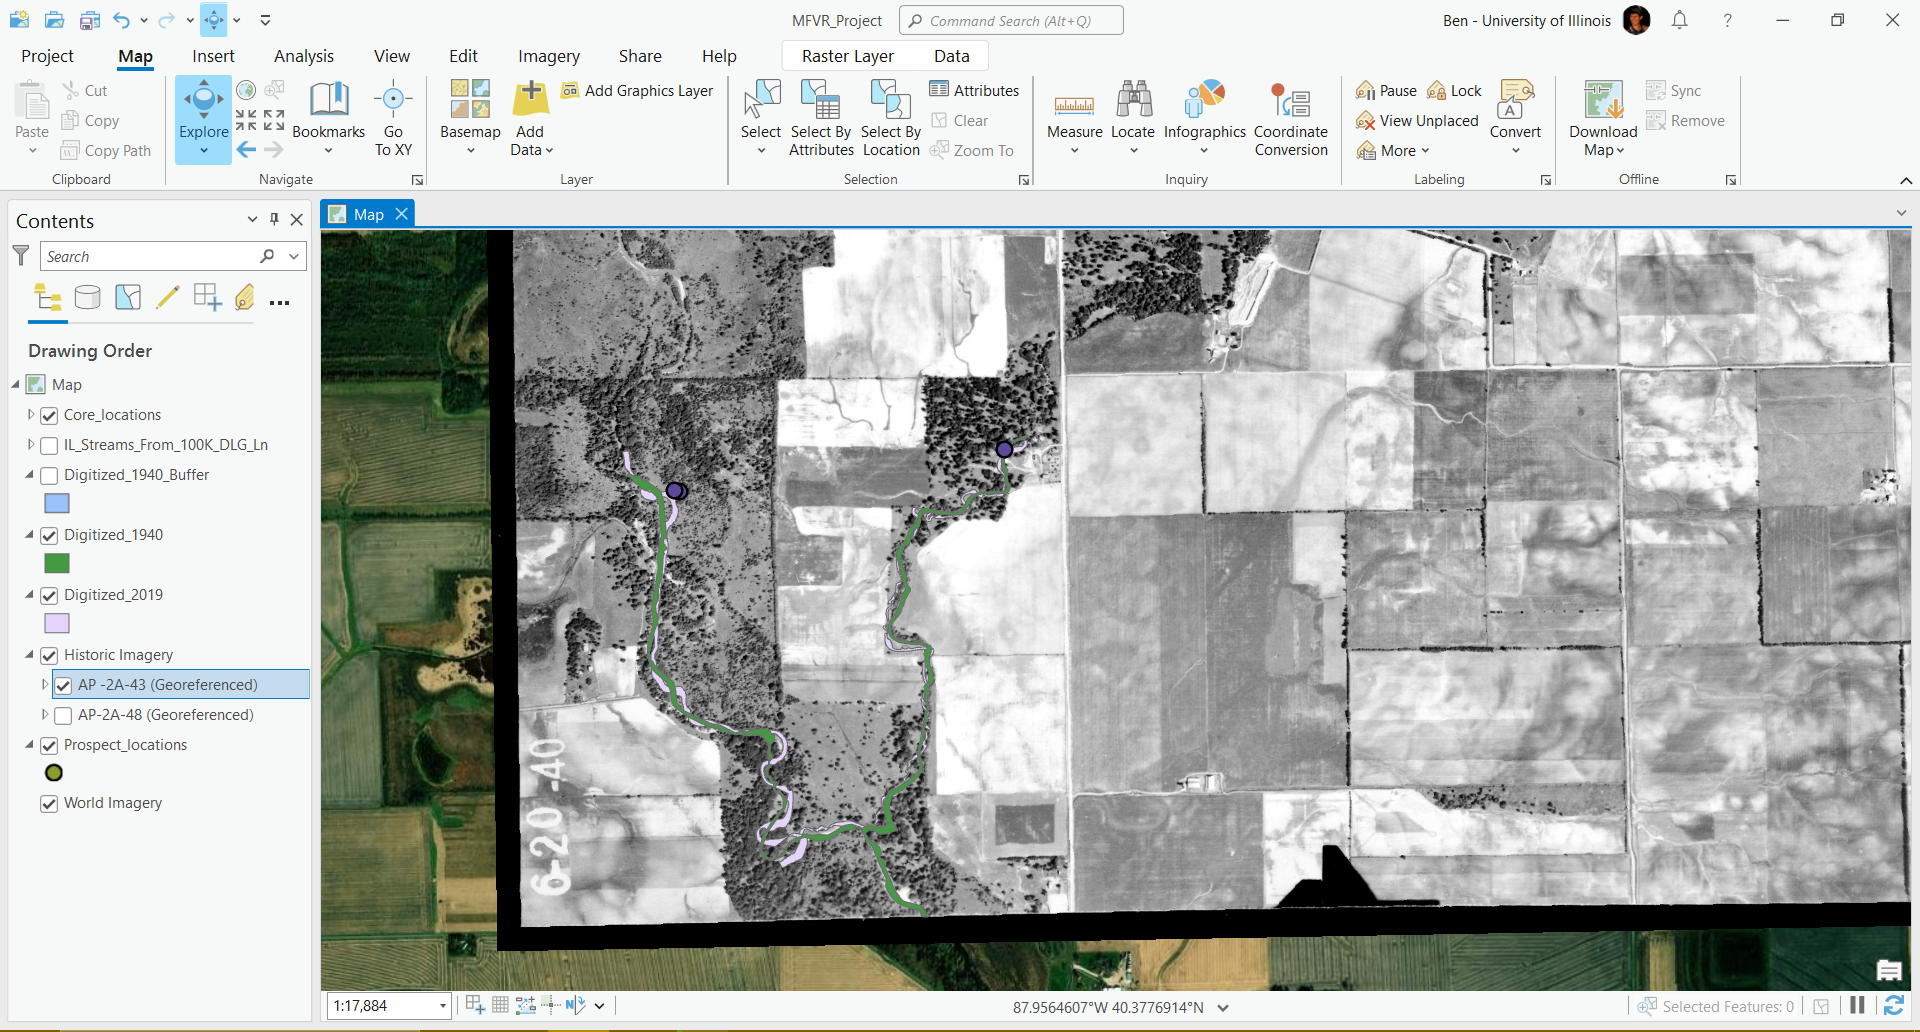 MFVR_Project
Command Search (Alt+Q)
Ben - University of Illinois
?
Project
Map
Insert
Analysis
View
Edit
Imagery
Share
Help
Raster Layer
Data
Paste
Cut
Copy
Copy Path
Clipboard
Explore
Bookmarks
Go To XY
Navigate
Basemap
Add Data
Add Graphics Layer
Layer
Select
Select By Attributes
Select By Location
Attributes
Clear
Zoom To
Selection
Measure
Locate
Infographics
Coordinate Conversion
Inquiry
Pause
Lock
View Unplaced
More
Convert
Labeling
Download Map
Sync
Remove
Offline
Contents
Search
Drawing Order
Map
Core_locations
IL_Streams_From_100K_DLG_Ln
Digitized_1940_Buffer
Digitized_1940
Digitized_2019
Historic Imagery
AP -2A-43 (Georeferenced)
AP-2A-48 (Georeferenced)
Prospect_locations
World Imagery
Map
6-20-40
1:17,884
N
87.9564607°W 40.3776914°N
Selected Features: 0